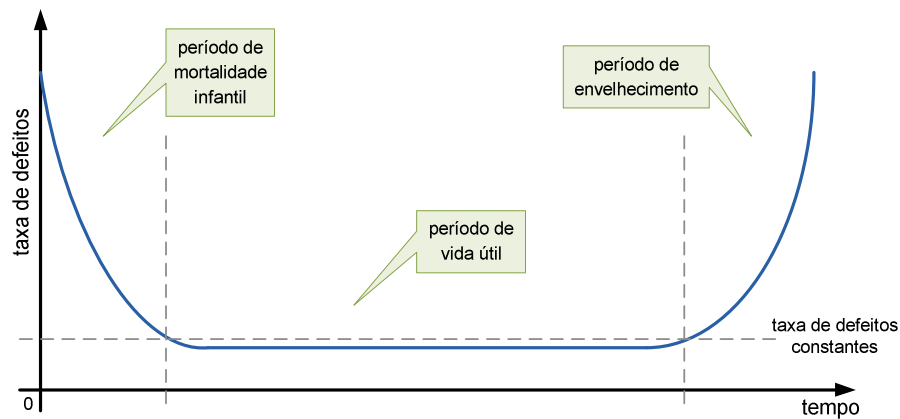 período de
mortalidade
infantil
período de
envelhecimento
taxa de defeitos
período de
vida útil
taxa de defeitos
constantes
0
tempo